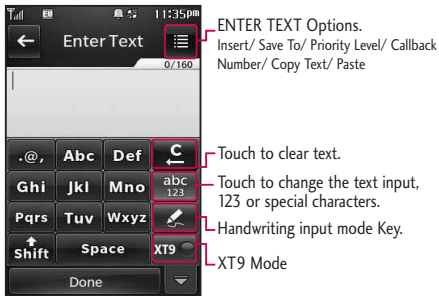 EU 11:35pm
Enter Text
0/160
.@, Abc Def C
Ghi Jkl Mno abc
123
Pqrs Tuv Wxyz
Shift Space XT9
Done
ENTER TEXT Options.
Insert/ Save To/ Priority Level/ Callback
Number/ Copy Text/ Paste
Touch to clear text.
Touch to change the text input,
123 or special characters.
Handwriting input mode Key.
XT9 Mode